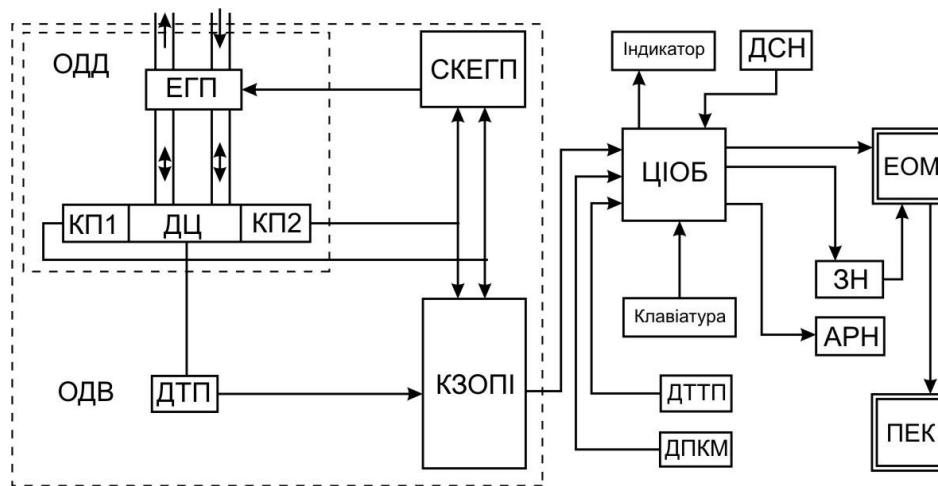 ОДД
ЕГП
СКЕГП
Індикатор
ДСН
ЦІОБ
ЕОМ
КП1
ДЦ
КП2
ЗН
Клавіатура
АРН
ОДВ
ДТП
КЗОПІ
ДТТП
ДПКМ
ПЕК